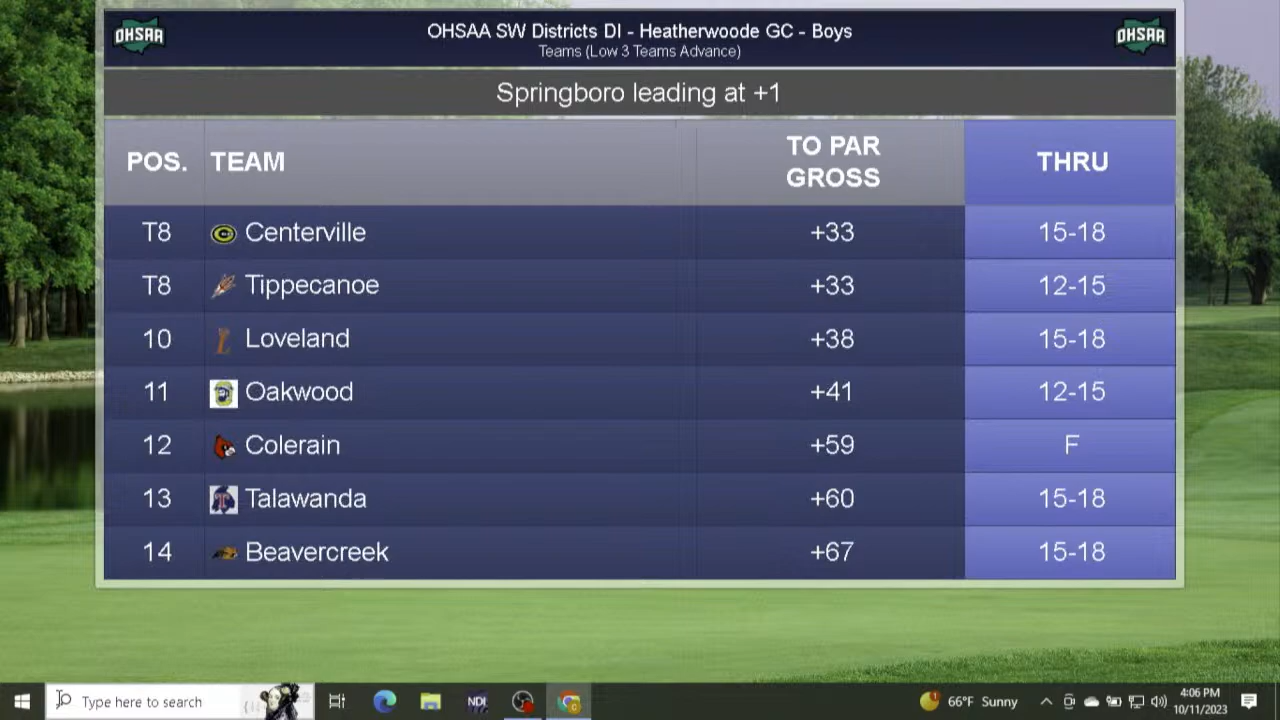 OHSAA
OHSAA SW Districts DI - Heatherwoode GC - Boys
OHSAA
Teams (Low 3 Teams Advance)
Springboro leading at +1
POS. TEAM TO PAR GROSS THRU
T8 Centerville +33 15-18
T8 Tippecanoe +33 12-15
10 Loveland +38 15-18
11 Oakwood +41 12-15
12 Colerain +59 F
13 Talawanda +60 15-18
14 Beavercreek +67 15-18
Type here to search
NDI
1
66°F Sunny
4:06 PM
10/11/2023